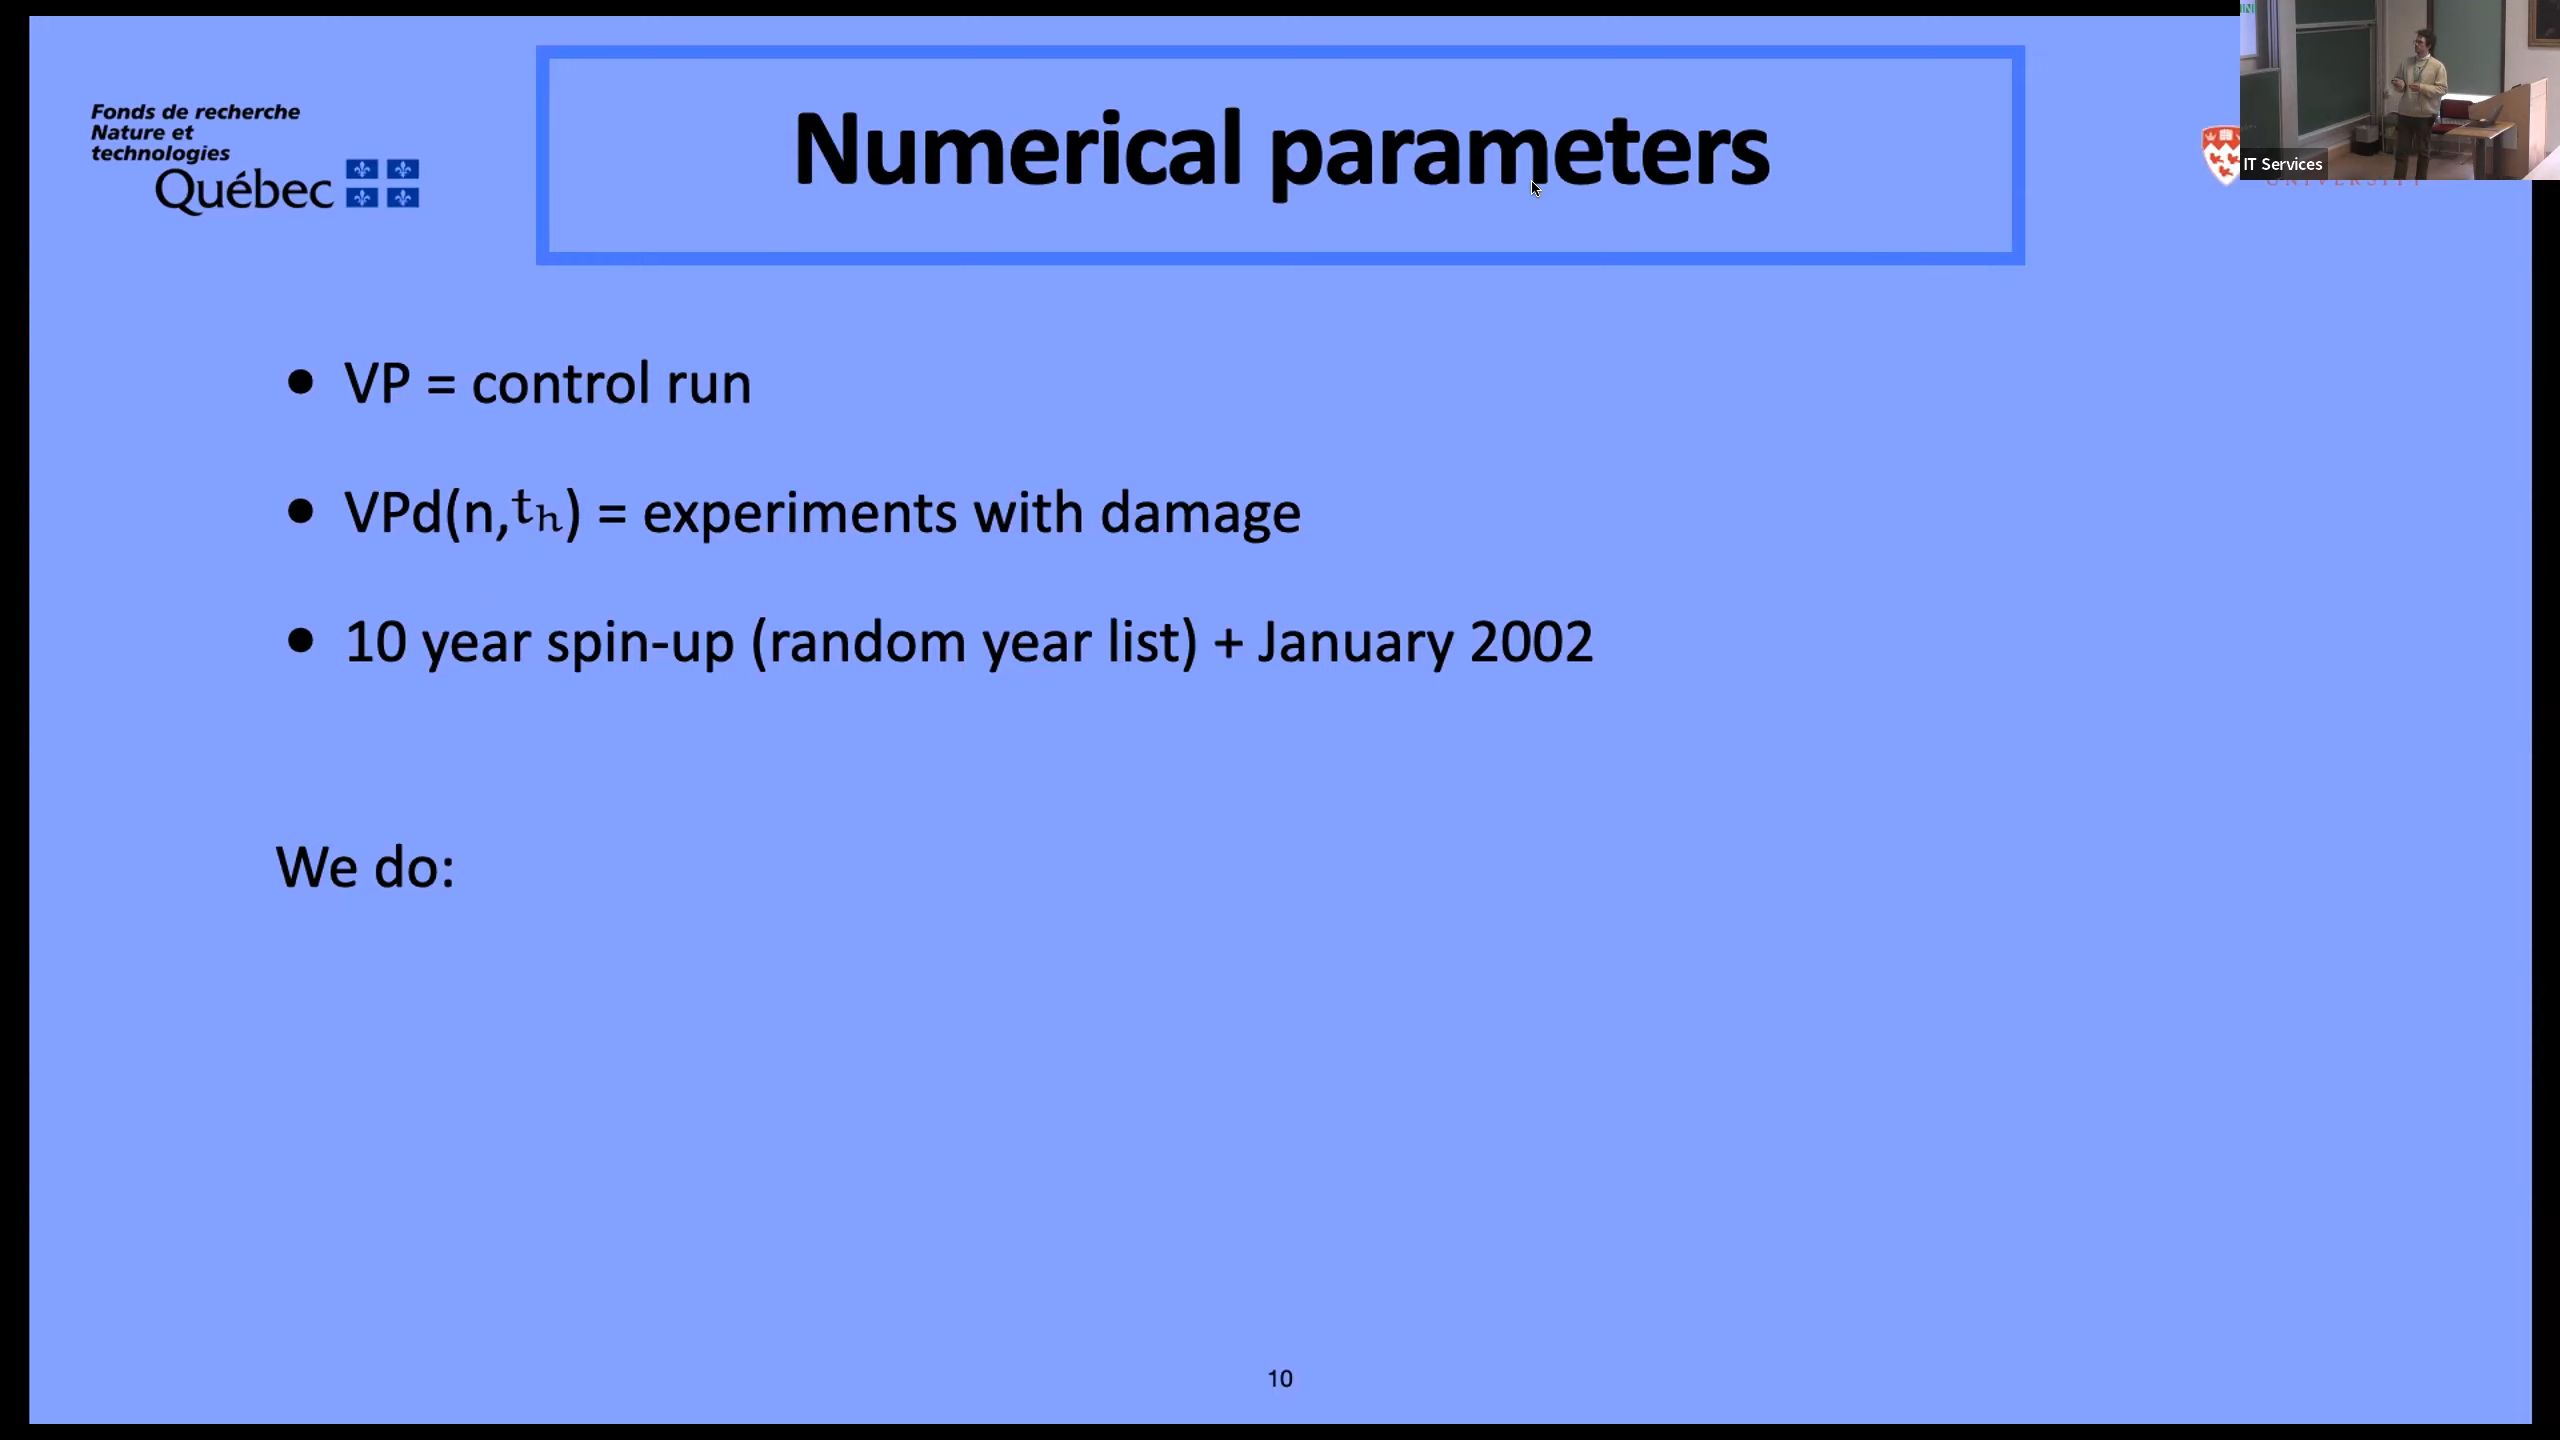 Fonds de recherche
Nature et
technologies
Québec
Numerical parameters
IT Services
• VP = control run
• VPd(n,tₕ) = experiments with damage
• 10 year spin-up (random year list) + January 2002
We do:
10